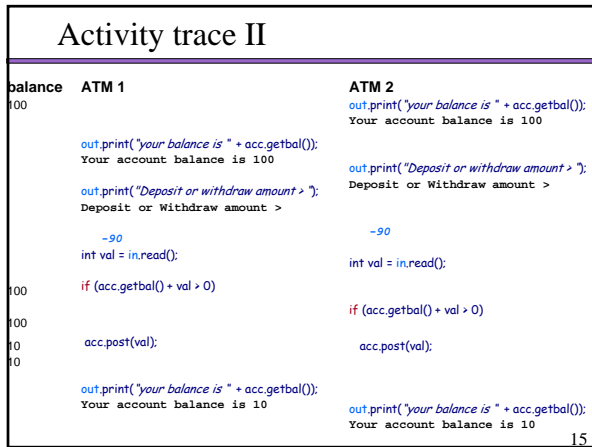 Activity trace II
balance ATM 1 ATM 2
100 out.print("your balance is " + acc.getbal());
Your account balance is 100
out.print("your balance is " + acc.getbal());
Your account balance is 100
out.print("Deposit or withdraw amount > ");
Deposit or Withdraw amount >
out.print("Deposit or withdraw amount > ");
Deposit or Withdraw amount >
-90
-90
int val = in.read();
int val = in.read();
100 if (acc.getbal() + val > 0)
if (acc.getbal() + val > 0)
100
10 acc.post(val); acc.post(val);
10
out.print("your balance is " + acc.getbal());
Your account balance is 10
out.print("your balance is " + acc.getbal());
Your account balance is 10
15